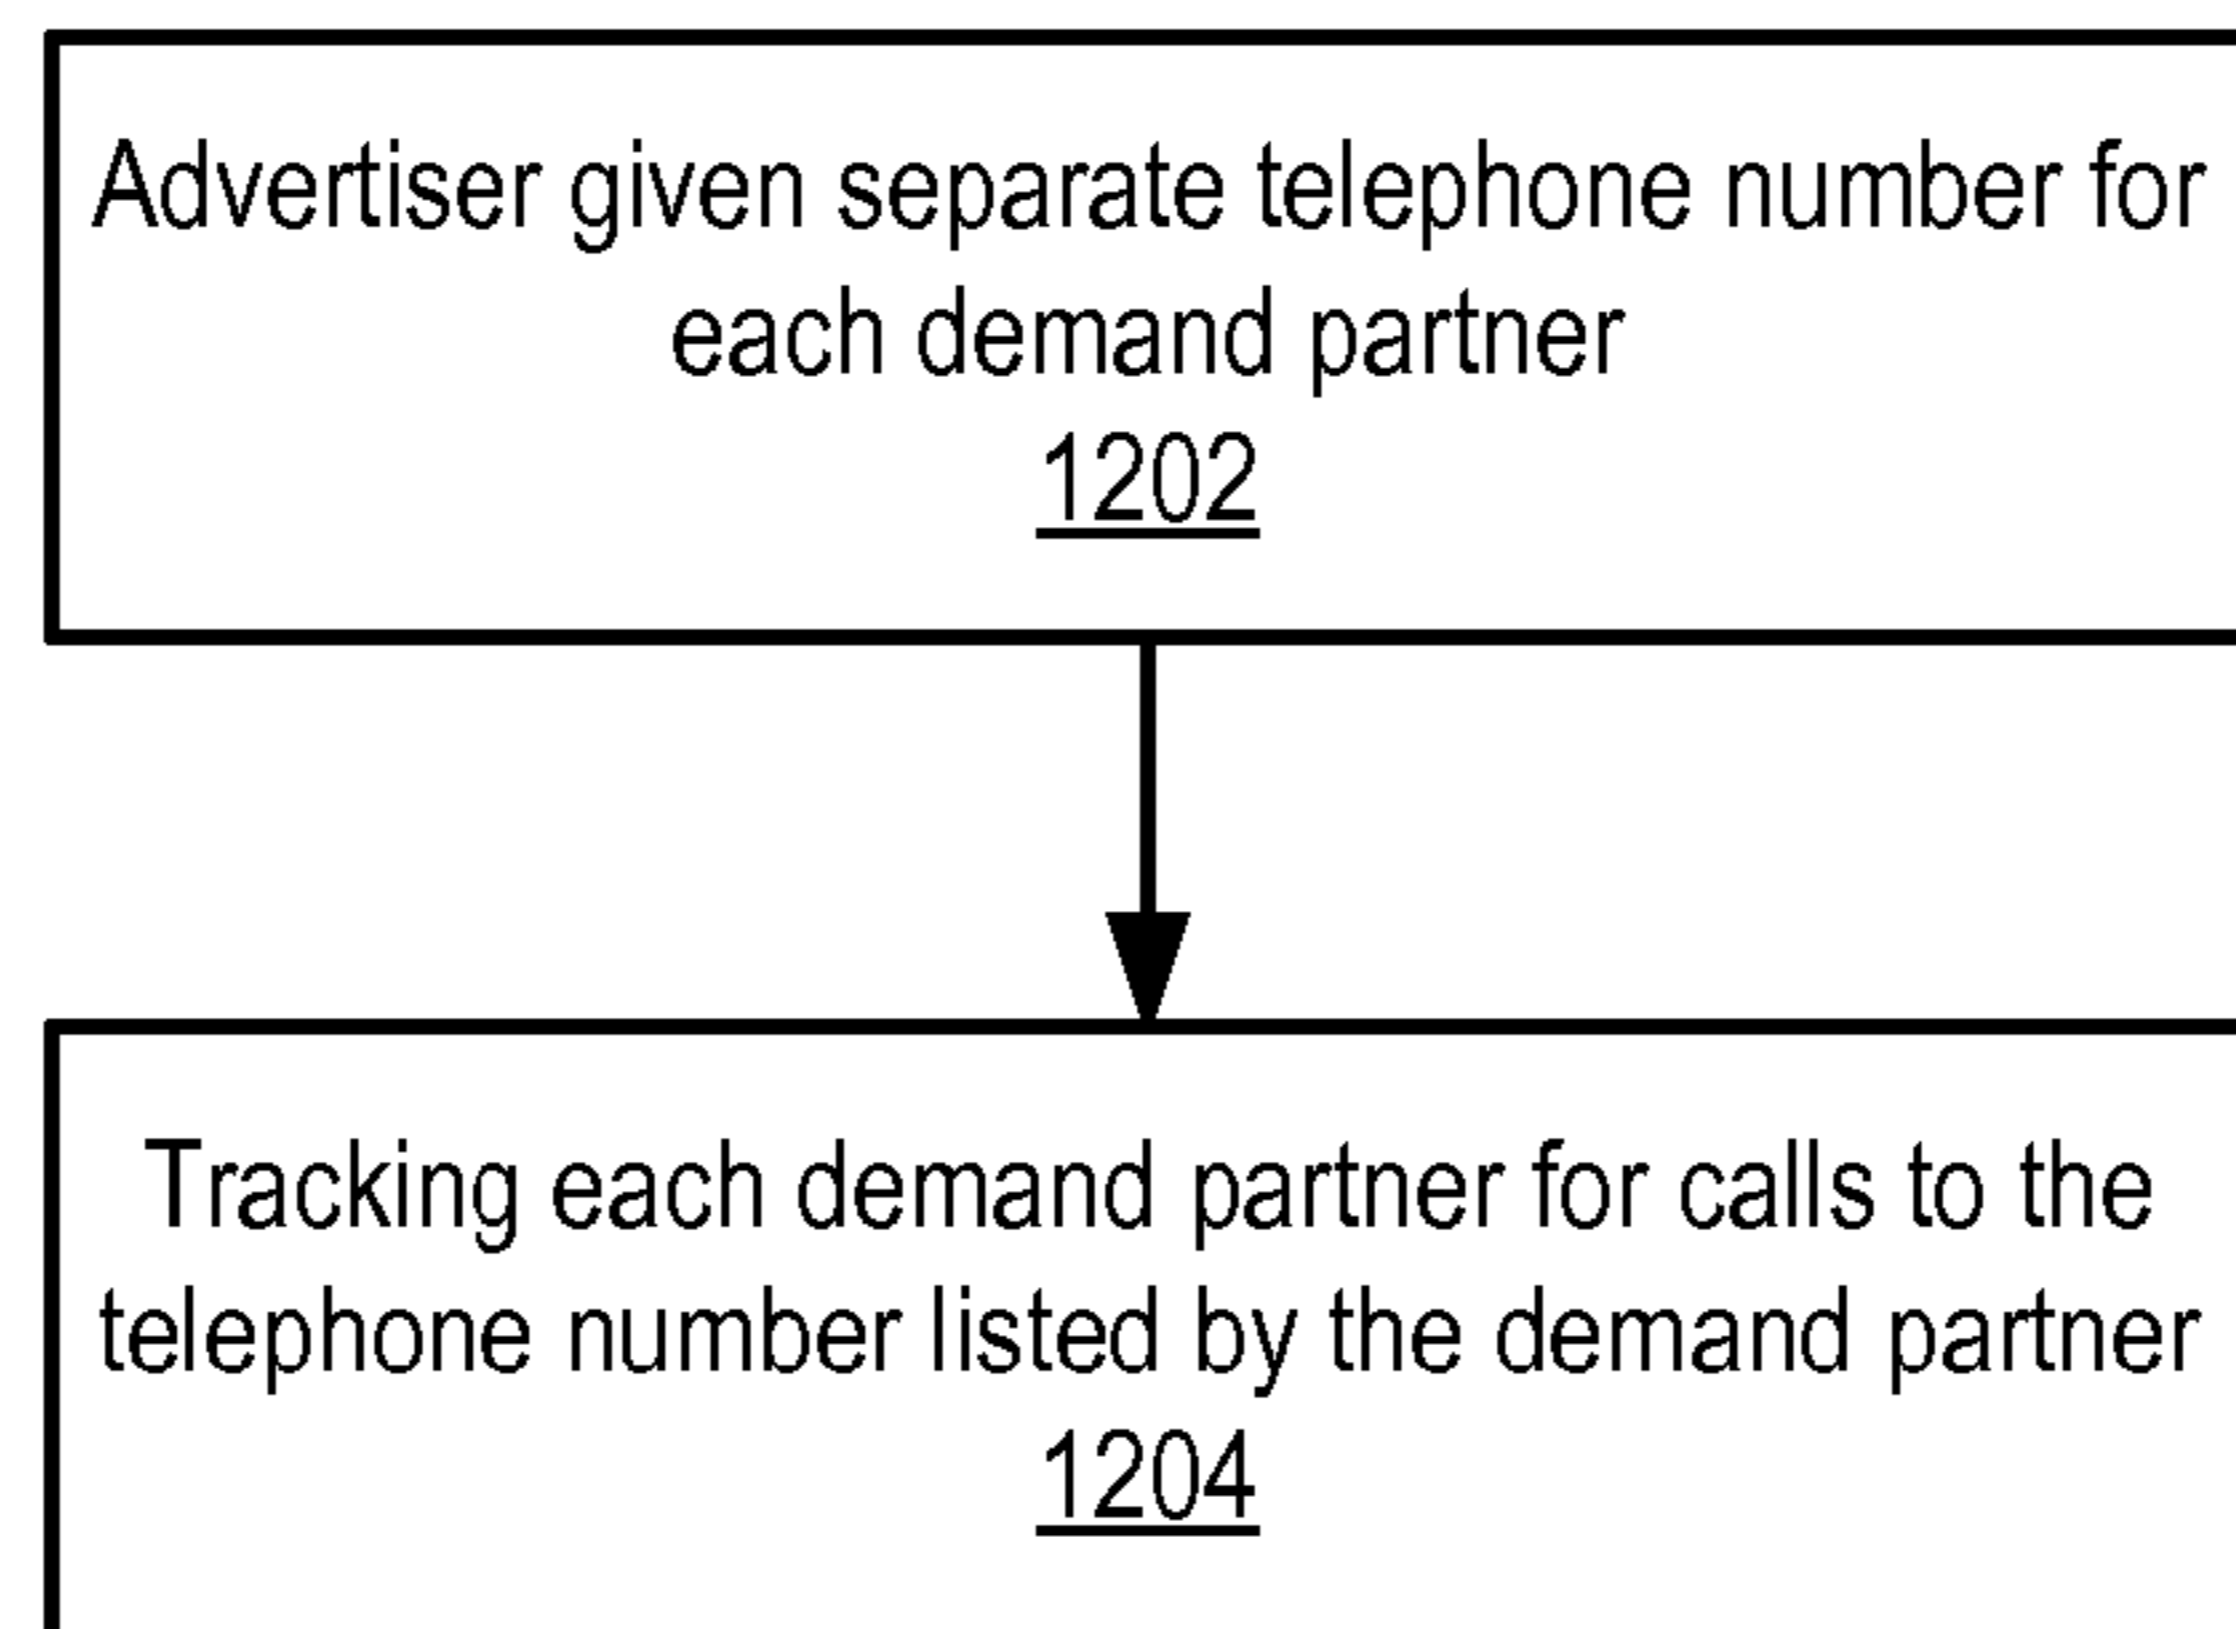 Advertiser given separate telephone number for
each demand partner
1202
Tracking each demand partner for calls to the
telephone number listed by the demand partner
1204